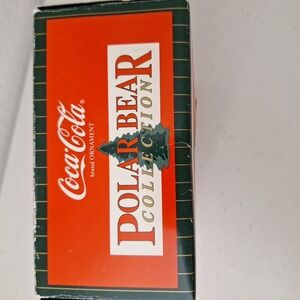 Coca-Cola®
brand ORNAMENT
POLAR BEAR
COLLECTION